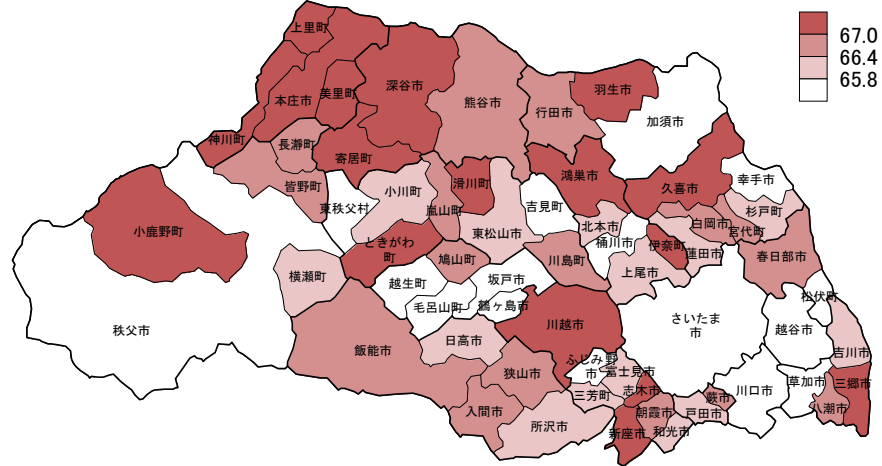 上里町
67.0
66.4
65.8
本庄市
美里町
深谷市
熊谷市
行田市
羽生市
加須市
神川町
長瀞町
寄居町
皆野町
小川町
嵐山町
滑川町
鴻巣市
久喜市
幸手市
東秩父村
吉見町
東松山市
北本市
桶川市
白岡市
杉戸町
宮代町
小鹿野町
ときがわ
町
鳩山町
川島町
伊奈町
蓮田市
上尾市
春日部市
横瀬町
越生町
坂戸市
毛呂山町
鶴ヶ島市
松伏町
秩父市
飯能市
日高市
川越市
さいたま
市
越谷市
吉川市
ふじみ野
市
富士見市
狭山市
三芳町
志木市
入間市
所沢市
新座市
朝霞市
和光市
戸田市
蕨市
川口市
草加市
八潮市
三郷市